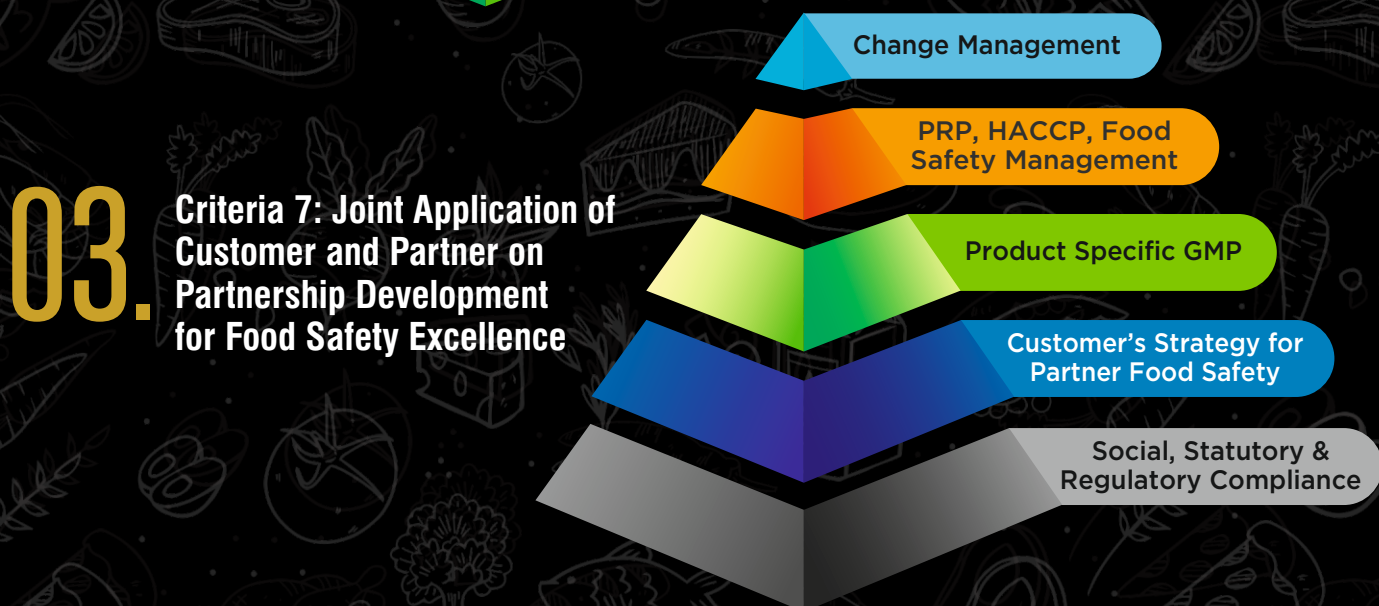 03.
Criteria 7: Joint Application of
Customer and Partner on
Partnership Development
for Food Safety Excellence
Change Management
PRP, HACCP, Food
Safety Management
Product Specific GMP
Customer’s Strategy for
Partner Food Safety
Social, Statutory &
Regulatory Compliance